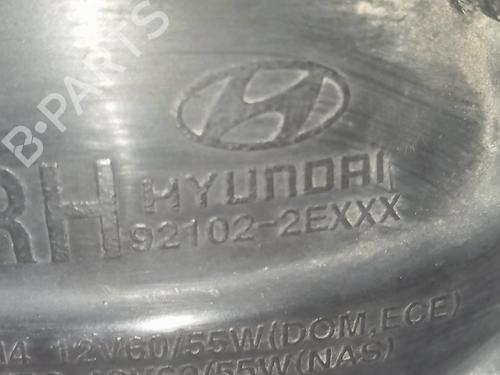 B-PARTS
RH HYUNDAI
92102-2EXXX
12V60/55W(DOM,ECE)
/55W(NAS)